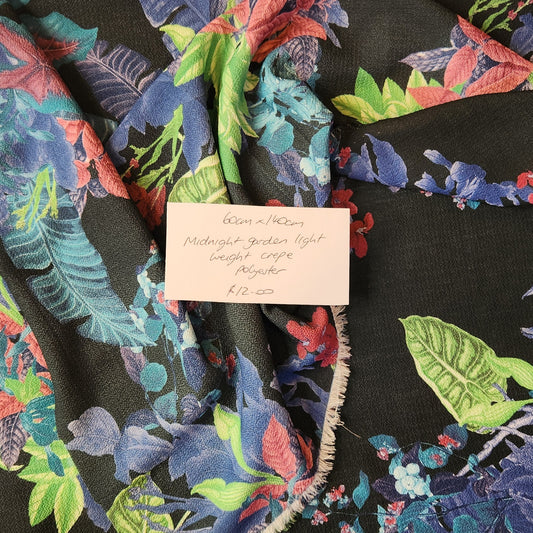 60cm x 140cm
Midnight garden light
weight crepe
Polyester
$12.00